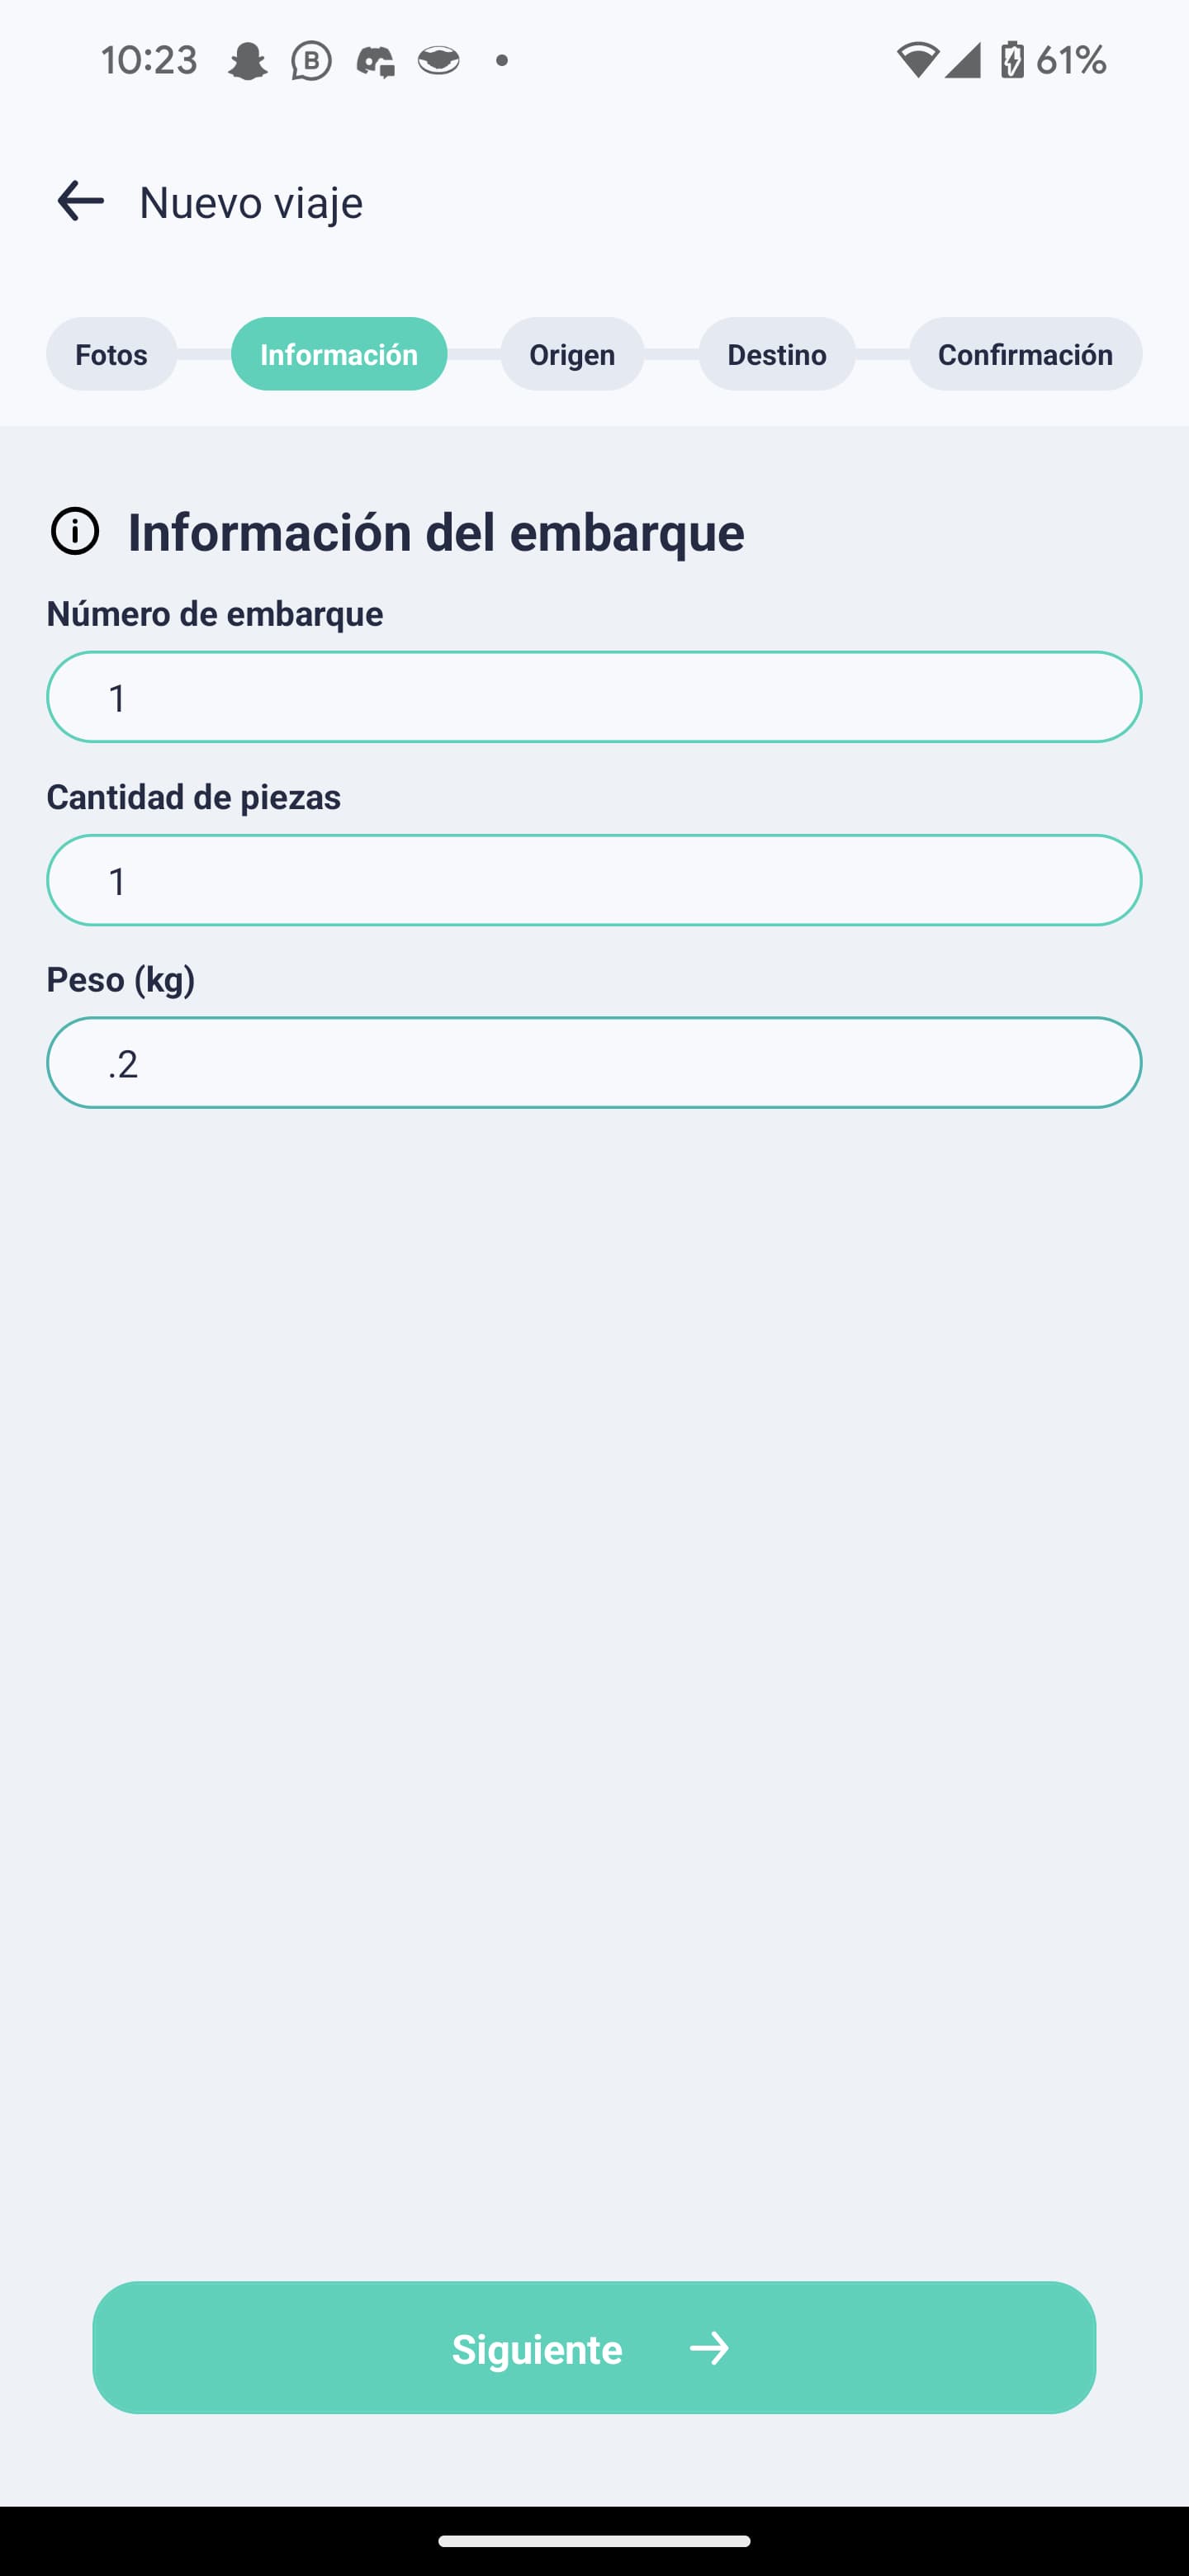 10:23 61%
Nuevo viaje
Fotos Información Origen Destino Confirmación
Información del embarque
Número de embarque
1
Cantidad de piezas
1
Peso (kg)
.2
Siguiente